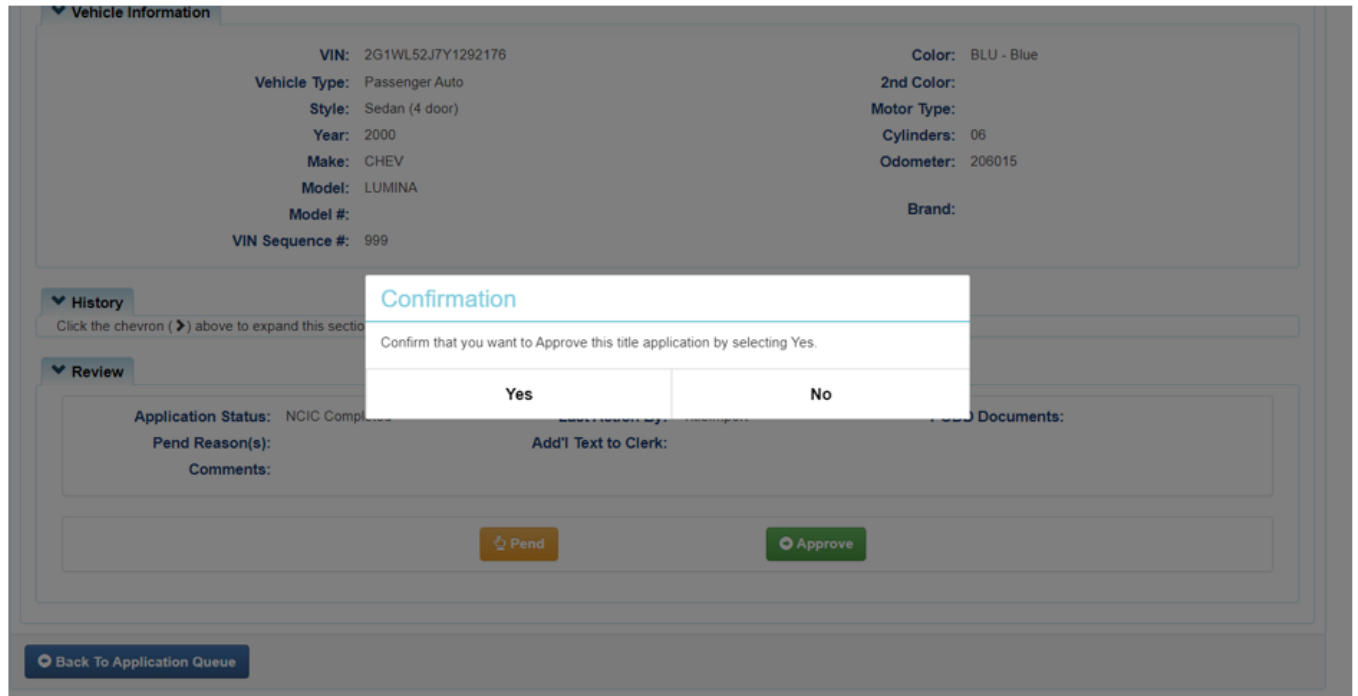 Vehicle Information
VIN: 2G1WL52J7Y1292176
Color: BLU - Blue
Vehicle Type: Passenger Auto
2nd Color:
Style: Sedan (4 door)
Motor Type:
Year: 2000
Cylinders: 06
Make: CHEV
Odometer: 206015
Model: LUMINA
Model #:
Brand:
VIN Sequence #: 999
History
Click the chevron ( ) above to expand this sectio
Confirmation
Confirm that you want to Approve this title application by selecting Yes.
Yes No
Review
Application Status: NCIC Completed
Last Action By:
Documents:
Pend Reason(s):
Add'l Text to Clerk:
Comments:
Pend
Approve
Back To Application Queue